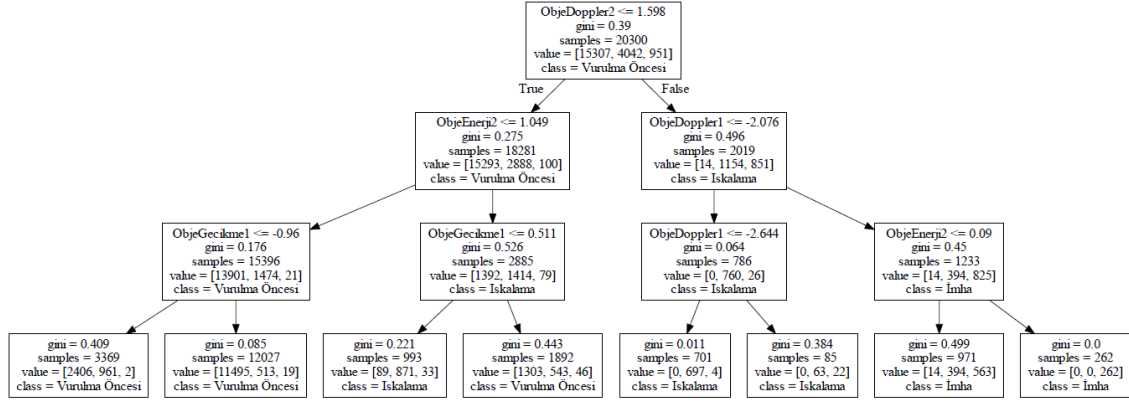 ObjeDoppler2 <= 1.598
gini = 0.39
samples = 20300
value = [15307, 4042, 951]
class = Vurulma Öncesi
True
False
ObjeEnerji2 <= 1.049
gini = 0.275
samples = 18281
value = [15293, 2888, 100]
class = Vurulma Öncesi
ObjeDoppler1 <= -2.076
gini = 0.496
samples = 2019
value = [14, 1154, 851]
class = Iskalama
ObjeGecikme1 <= -0.96
gini = 0.176
samples = 15396
value = [13901, 1474, 21]
class = Vurulma Öncesi
ObjeGecikme1 <= 0.511
gini = 0.526
samples = 2885
value = [1392, 1414, 79]
class = Iskalama
ObjeDoppler1 <= -2.644
gini = 0.064
samples = 786
value = [0, 760, 26]
class = Iskalama
ObjeEnerji2 <= 0.09
gini = 0.45
samples = 1233
value = [14, 394, 825]
class = İmha
gini = 0.409
samples = 3369
value = [2406, 961, 2]
class = Vurulma Öncesi
gini = 0.085
samples = 12027
value = [11495, 513, 19]
class = Vurulma Öncesi
gini = 0.221
samples = 993
value = [89, 871, 33]
class = Iskalama
gini = 0.443
samples = 1892
value = [1303, 543, 46]
class = Vurulma Öncesi
gini = 0.011
samples = 701
value = [0, 697, 4]
class = Iskalama
gini = 0.384
samples = 85
value = [0, 63, 22]
class = Iskalama
gini = 0.499
samples = 971
value = [14, 394, 563]
class = İmha
gini = 0.0
samples = 262
value = [0, 0, 262]
class = İmha